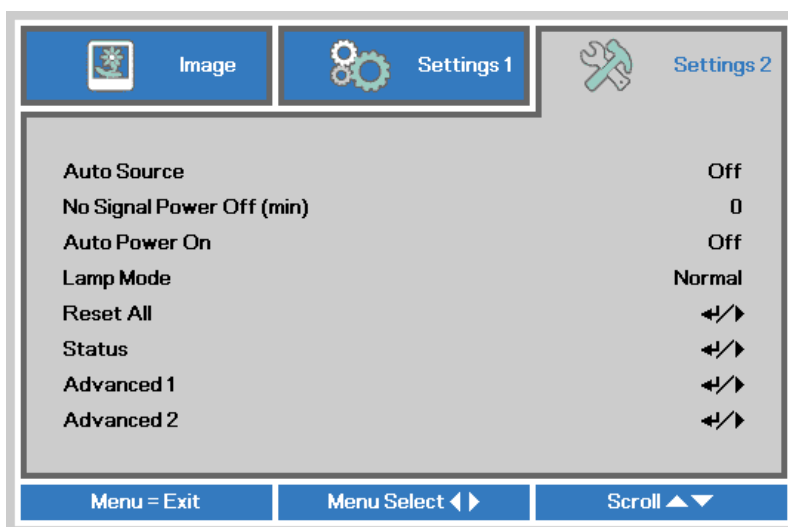 Image Settings 1 Settings 2
Auto Source Off
No Signal Power Off (min) 0
Auto Power On Off
Lamp Mode Normal
Reset All ↵/▶
Status ↵/▶
Advanced 1 ↵/▶
Advanced 2 ↵/▶
Menu = Exit Menu Select ◀▶ Scroll ▲▼